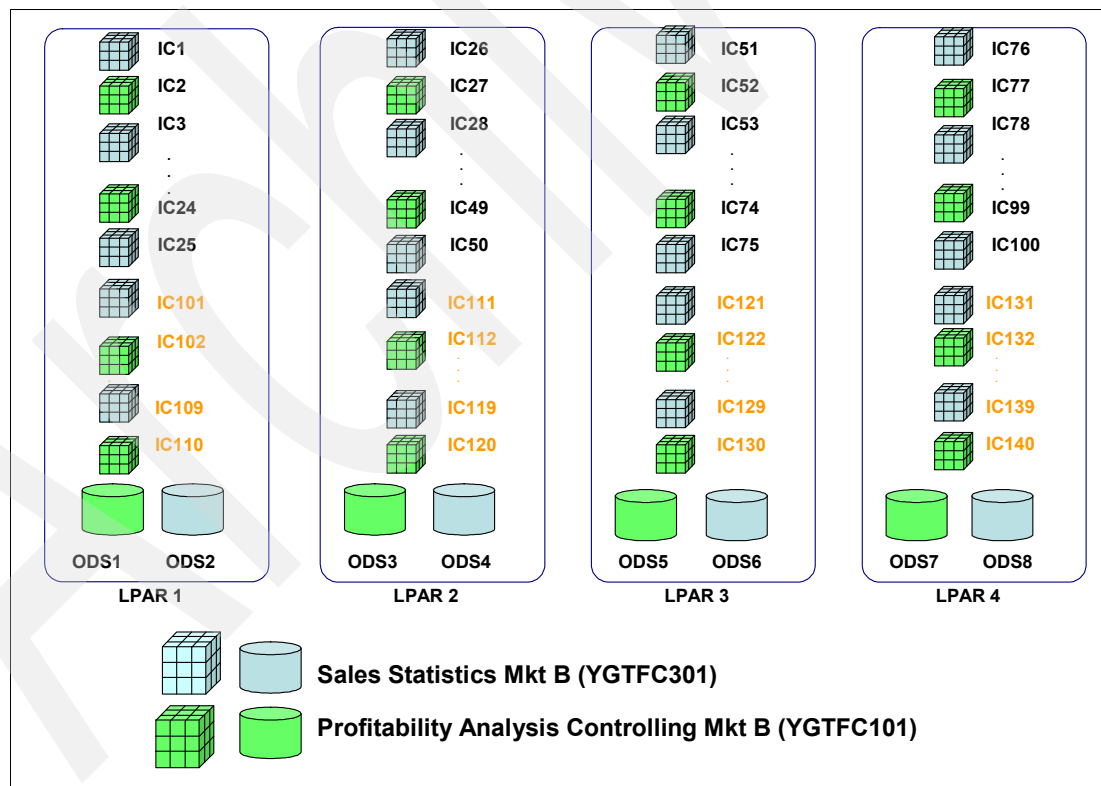 IC1
IC2
IC3
IC24
IC25
IC101
IC102
IC109
IC110
ODS1 ODS2
LPAR 1
IC26
IC27
IC28
IC49
IC50
IC111
IC112
IC119
IC120
ODS3 ODS4
LPAR 2
IC51
IC52
IC53
IC74
IC75
IC121
IC122
IC129
IC130
ODS5 ODS6
LPAR 3
IC76
IC77
IC78
IC99
IC100
IC131
IC132
IC139
IC140
ODS7 ODS8
LPAR 4
Sales Statistics Mkt B (YGTFC301)
Profitability Analysis Controlling Mkt B (YGTFC101)